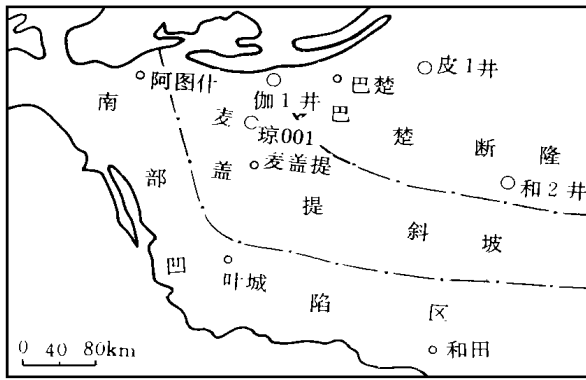 阿图什
伽1井
巴楚
皮1井
琼001
麦盖提
和2井
叶城
和田
南部凹陷区
麦盖提斜坡
巴楚断隆
0 40 80km